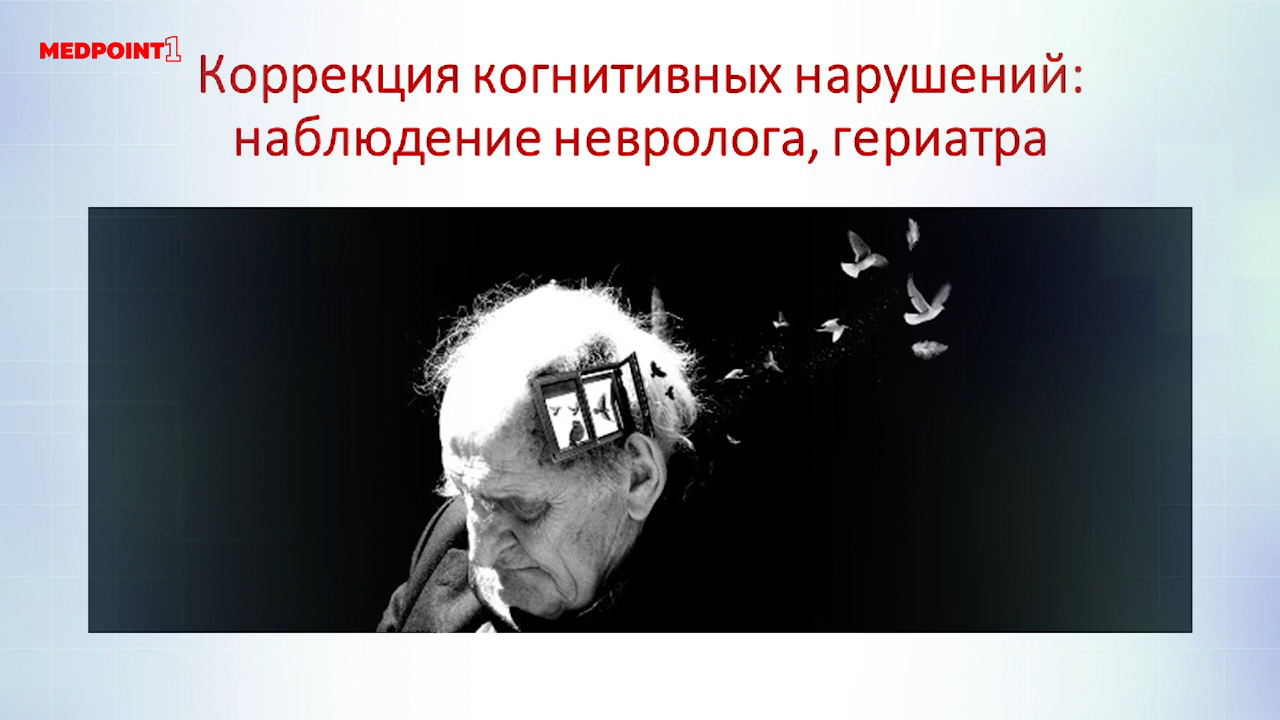 MEDPOINT1
Коррекция когнитивных нарушений:
наблюдение невролога, гериатра